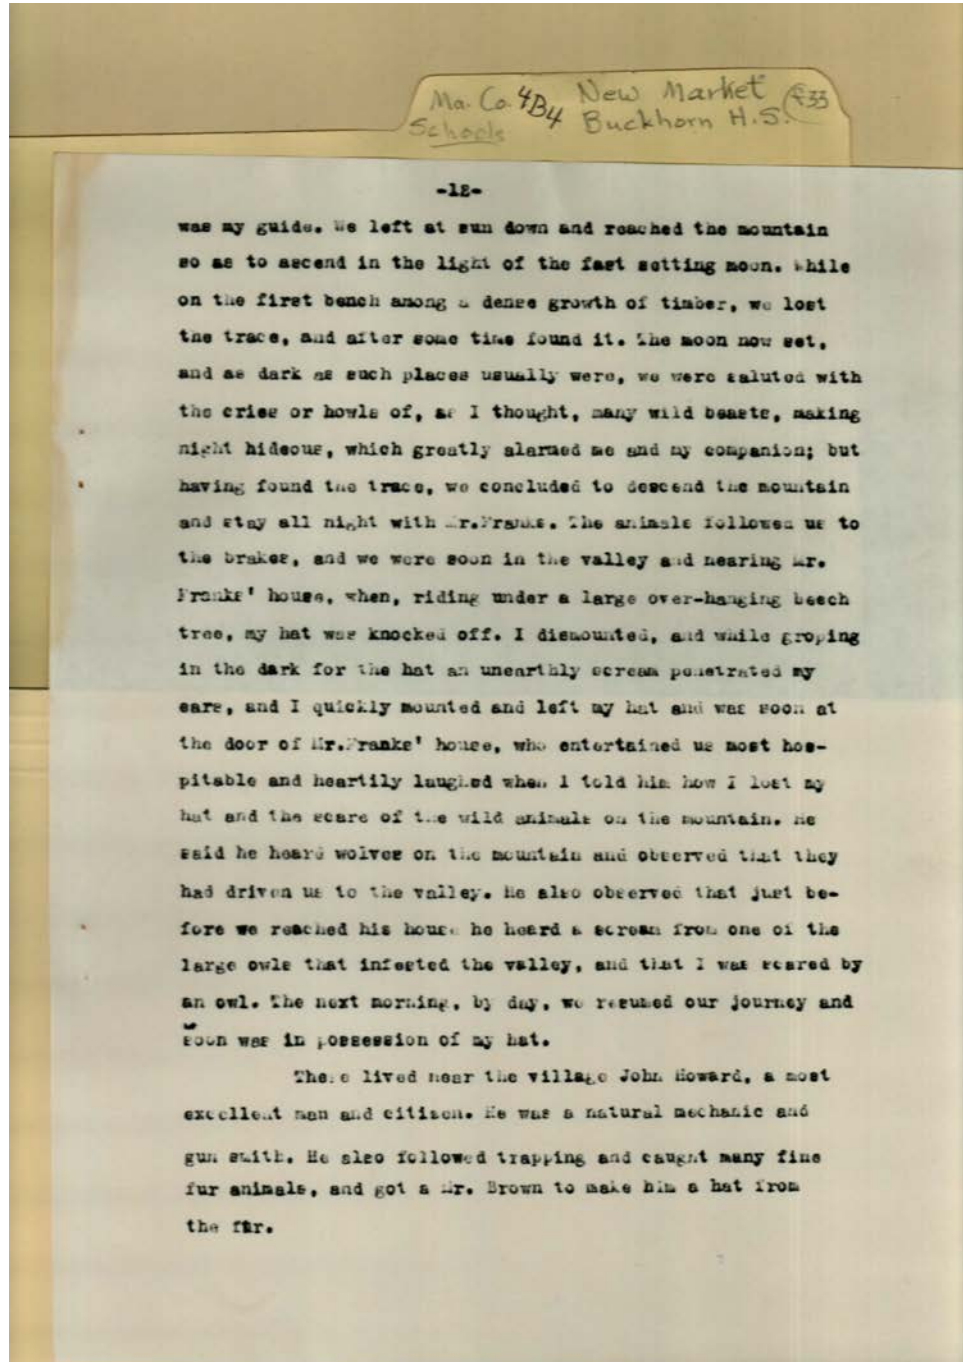 Ma. Co. 4B4 New Market F33
Schools Buckhorn H.S.
-12-
was my guide. We left at sun down and reached the mountain
so as to ascend in the light of the fast setting moon. While
on the first bench among a dense growth of timber, we lost
the trace, and after some time found it. The moon now set,
and as dark as such places usually were, we were saluted with
the cries or howls of, as I thought, many wild beasts, making
night hideous, which greatly alarmed me and my companion; but
having found the trace, we concluded to descend the mountain
and stay all night with Mr.Franks. The animals followed us to
the brakes, and we were soon in the valley and nearing Mr.
Franks' house, when, riding under a large over-hanging beech
tree, my hat was knocked off. I dismounted, and while groping
in the dark for the hat an unearthly scream penetrated my
ears, and I quickly mounted and left my hat and was soon at
the door of Mr.Franks' house, who entertained us most hos-
pitable and heartily laughed when I told him how I lost my
hat and the scare of the wild animals on the mountain. He
said he heard wolves on the mountain and observed that they
had driven us to the valley. He also observed that just be-
fore we reached his house he heard a scream from one of the
large owls that infested the valley, and that I was scared by
an owl. The next morning, by day, we resumed our journey and
soon was in possession of my hat.
There lived near the village John Howard, a most
excellent man and citizen. He was a natural mechanic and
gun smith. He also followed trapping and caught many fine
fur animals, and got a Mr. Brown to make him a hat from
the fur.